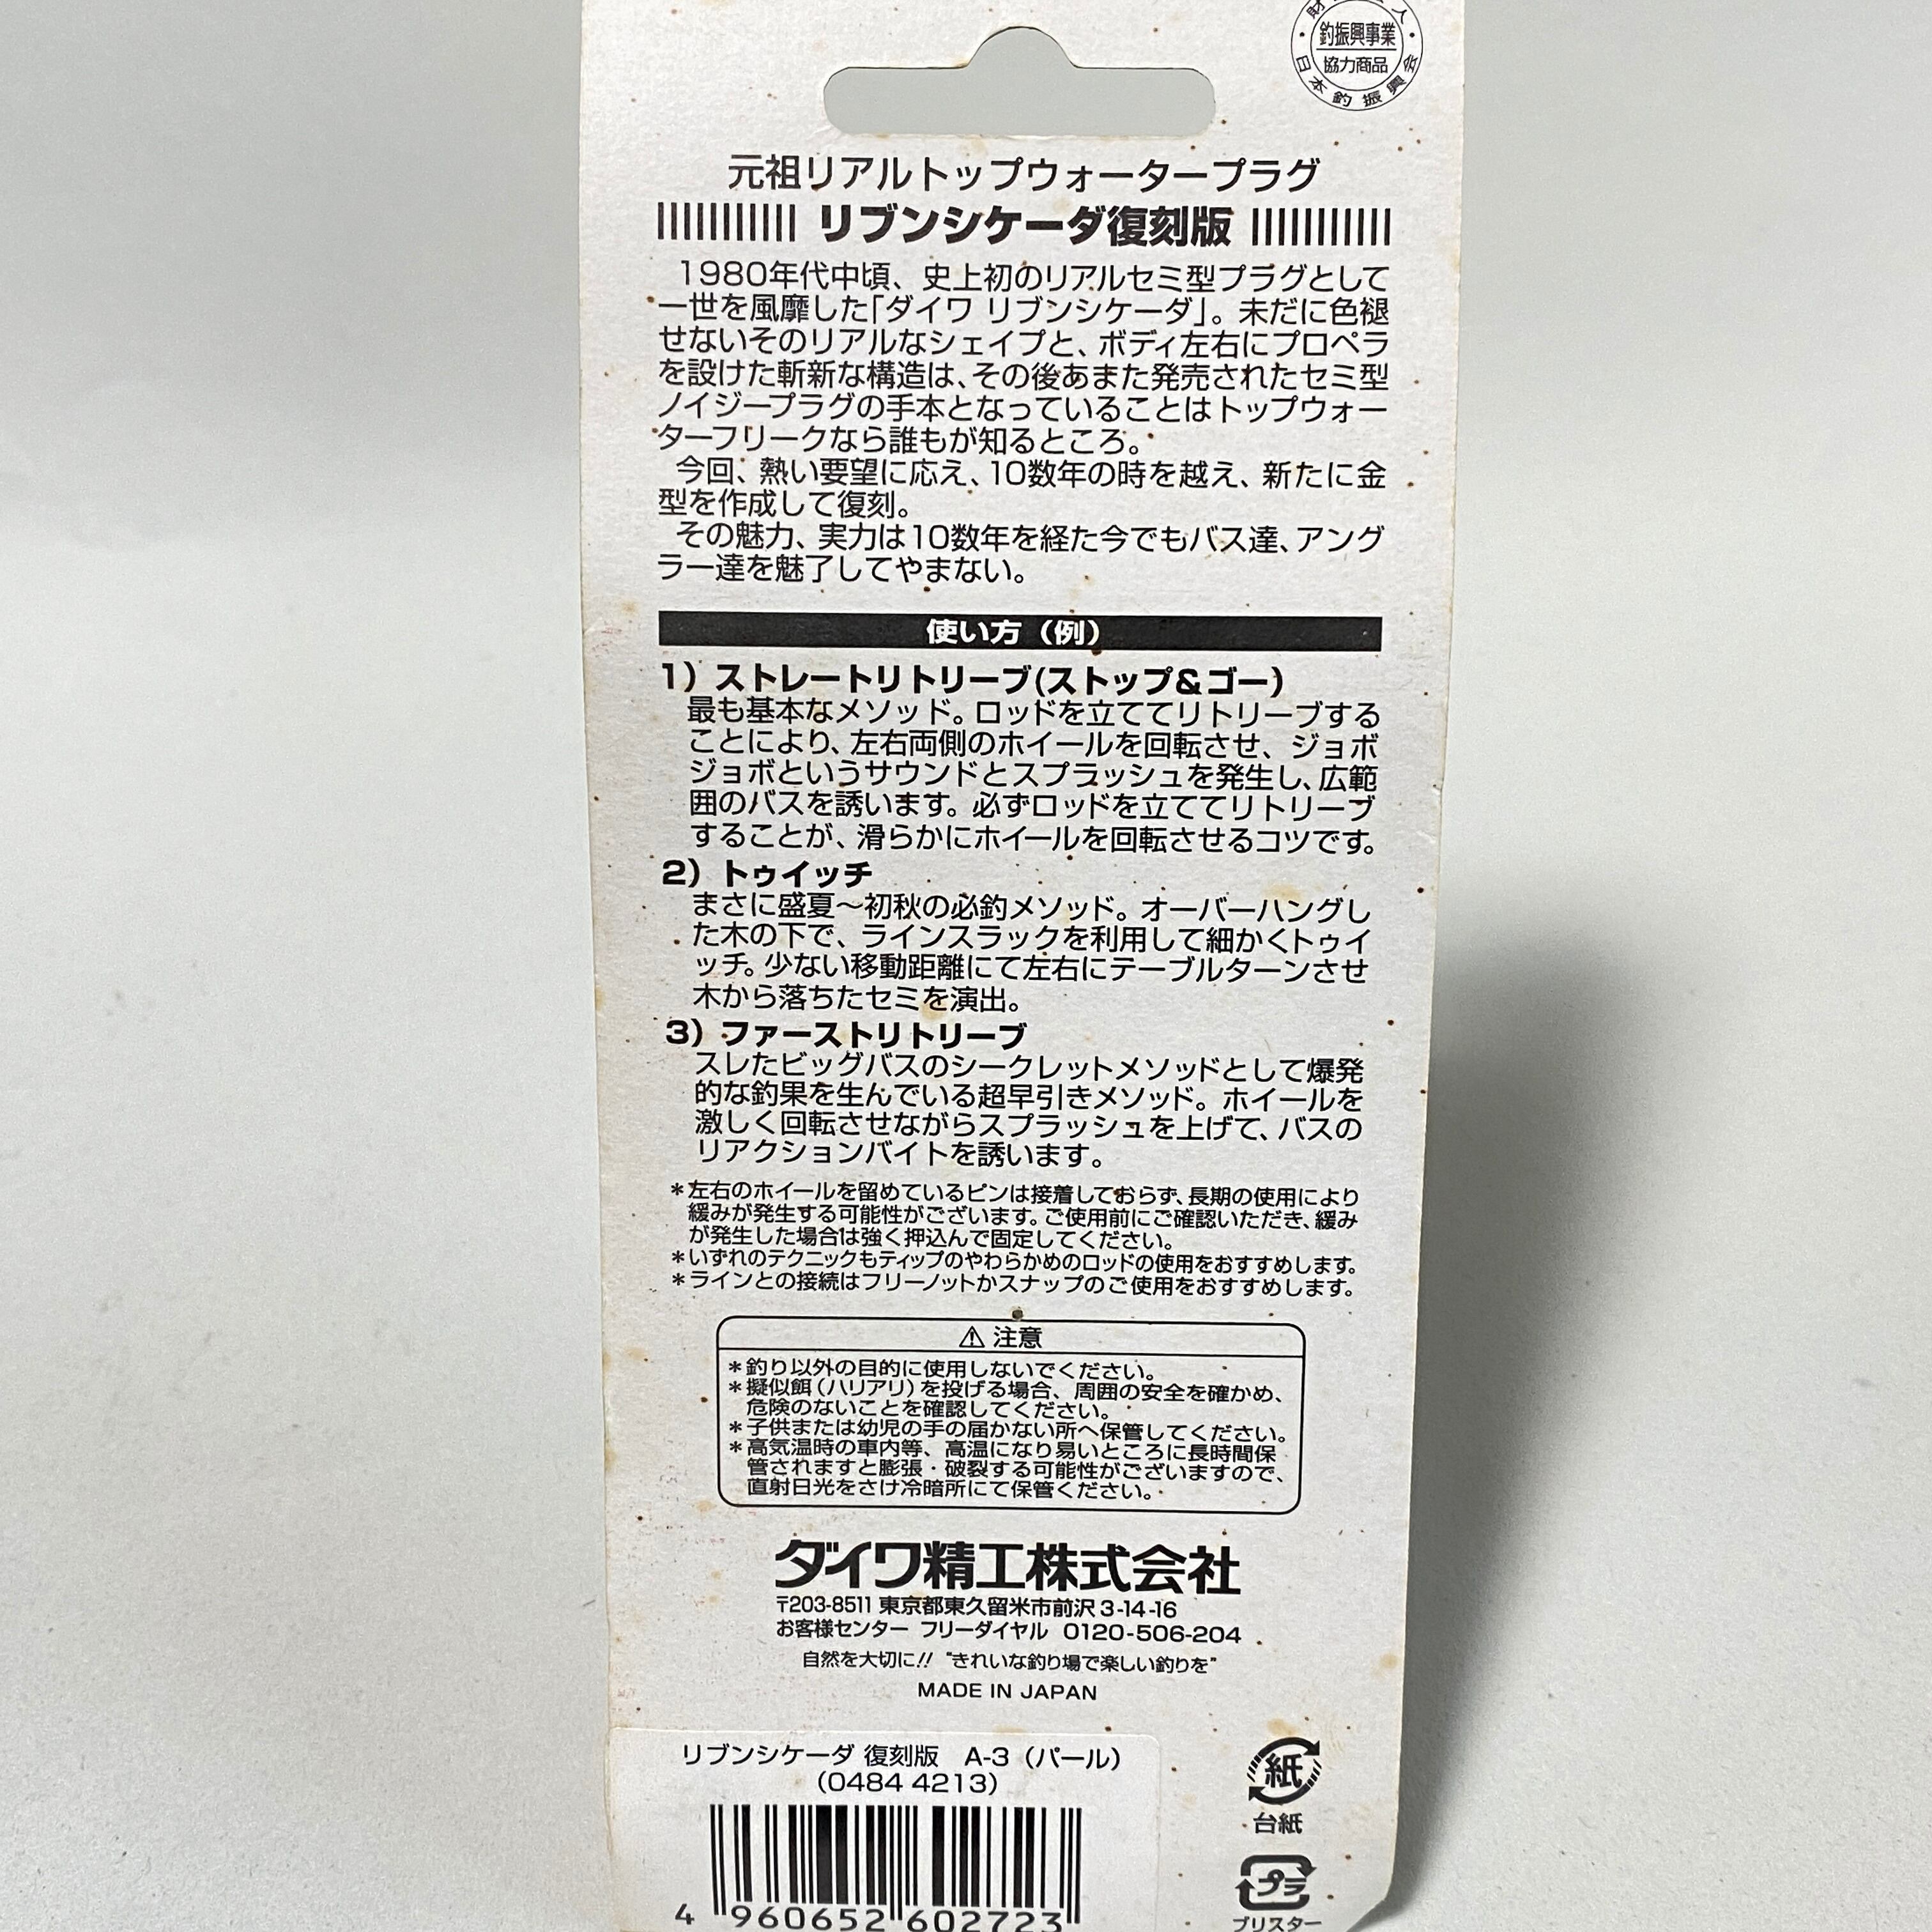 釣振興事業
協力商品
日本釣振興会
元祖リアルトップウォータープラグ
リブンシケーダ復刻版
1980年代中頃、史上初のリアルセミ型プラグとして
一世を風靡した「ダイワ リブンシケーダ」。未だに色褪
せないそのリアルなシェイプと、ボディ左右にプロペラ
を設けた斬新な構造は、その後あまた発売されたセミ型
ノイジープラグの手本となっていることはトップウォー
ターフリークなら誰もが知るところ。
今回、熱い要望に応え、10数年の時を越え、新たに金
型を作成して復刻。
その魅力、実力は10数年を経た今でもバス達、アング
ラー達を魅了してやまない。
使い方（例）
1）ストレートリトリーブ(ストップ&ゴー)
最も基本なメソッド。ロッドを立ててリトリーブする
ことにより、左右両側のホイールを回転させ、ジョボ
ジョボというサウンドとスプラッシュを発生し、広範
囲のバスを誘います。必ずロッドを立ててリトリーブ
することが、滑らかにホイールを回転させるコツです。
2）トゥイッチ
まさに盛夏〜初秋の必釣メソッド。オーバーハングし
た木の下で、ラインスラックを利用して細かくトゥイ
ッチ。少ない移動距離にて左右にテーブルターンさせ
木から落ちたセミを演出。
3）ファーストリトリーブ
スレたビッグバスのシークレットメソッドとして爆発
的な釣果を生んでいる超早引きメソッド。ホイールを
激しく回転させながらスプラッシュを上げて、バスの
リアクションバイトを誘います。
＊左右のホイールを留めているピンは接着しておらず、長期の使用により
緩みが発生する可能性がございます。ご使用前にご確認いただき、緩み
が発生した場合は強く押込んで固定してください。
＊いずれのテクニックもティップのやわらかめのロッドの使用をおすすめします。
＊ラインとの接続はフリーノットかスナップのご使用をおすすめします。
⚠ 注意
＊釣り以外の目的に使用しないでください。
＊擬似餌（ハリアリ）を投げる場合、周囲の安全を確かめ、
危険のないことを確認してください。
＊子供または幼児の手の届かない所へ保管してください。
＊高気温時の車内等、高温になり易いところに長時間保
管されますと膨張・破裂する可能性がございますので、
直射日光をさけ冷暗所にて保管ください。
ダイワ精工株式会社
〒203-8511 東京都東久留米市前沢3-14-16
お客様センター フリーダイヤル 0120-506-204
自然を大切に!! "きれいな釣り場で楽しい釣りを"
MADE IN JAPAN
リブンシケーダ 復刻版 A-3（パール）
（0484 4213）
4 960652 602723
紙
台紙
プラ
ブリスター